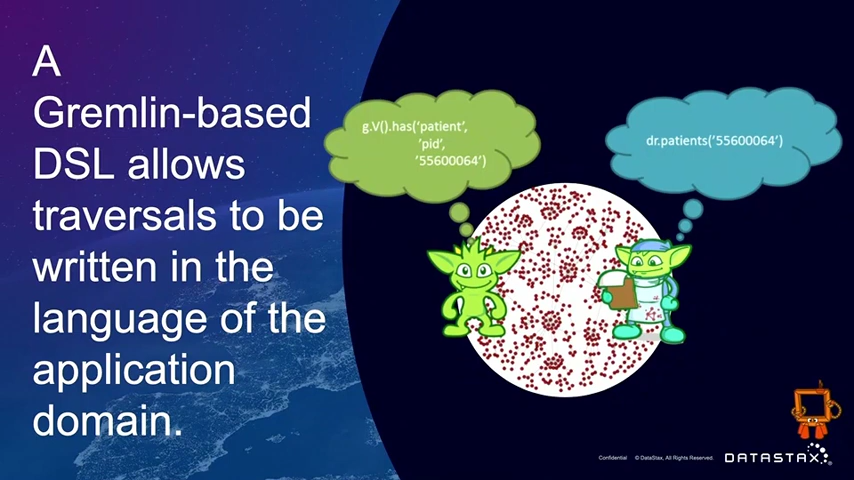 A
Gremlin-based
DSL allows
traversals to be
written in the
language of the
application
domain.
g.V().has('patient',
'pid',
'55600064')
dr.patients('55600064')
Confidential © DataStax, All Rights Reserved.
DATASTAX